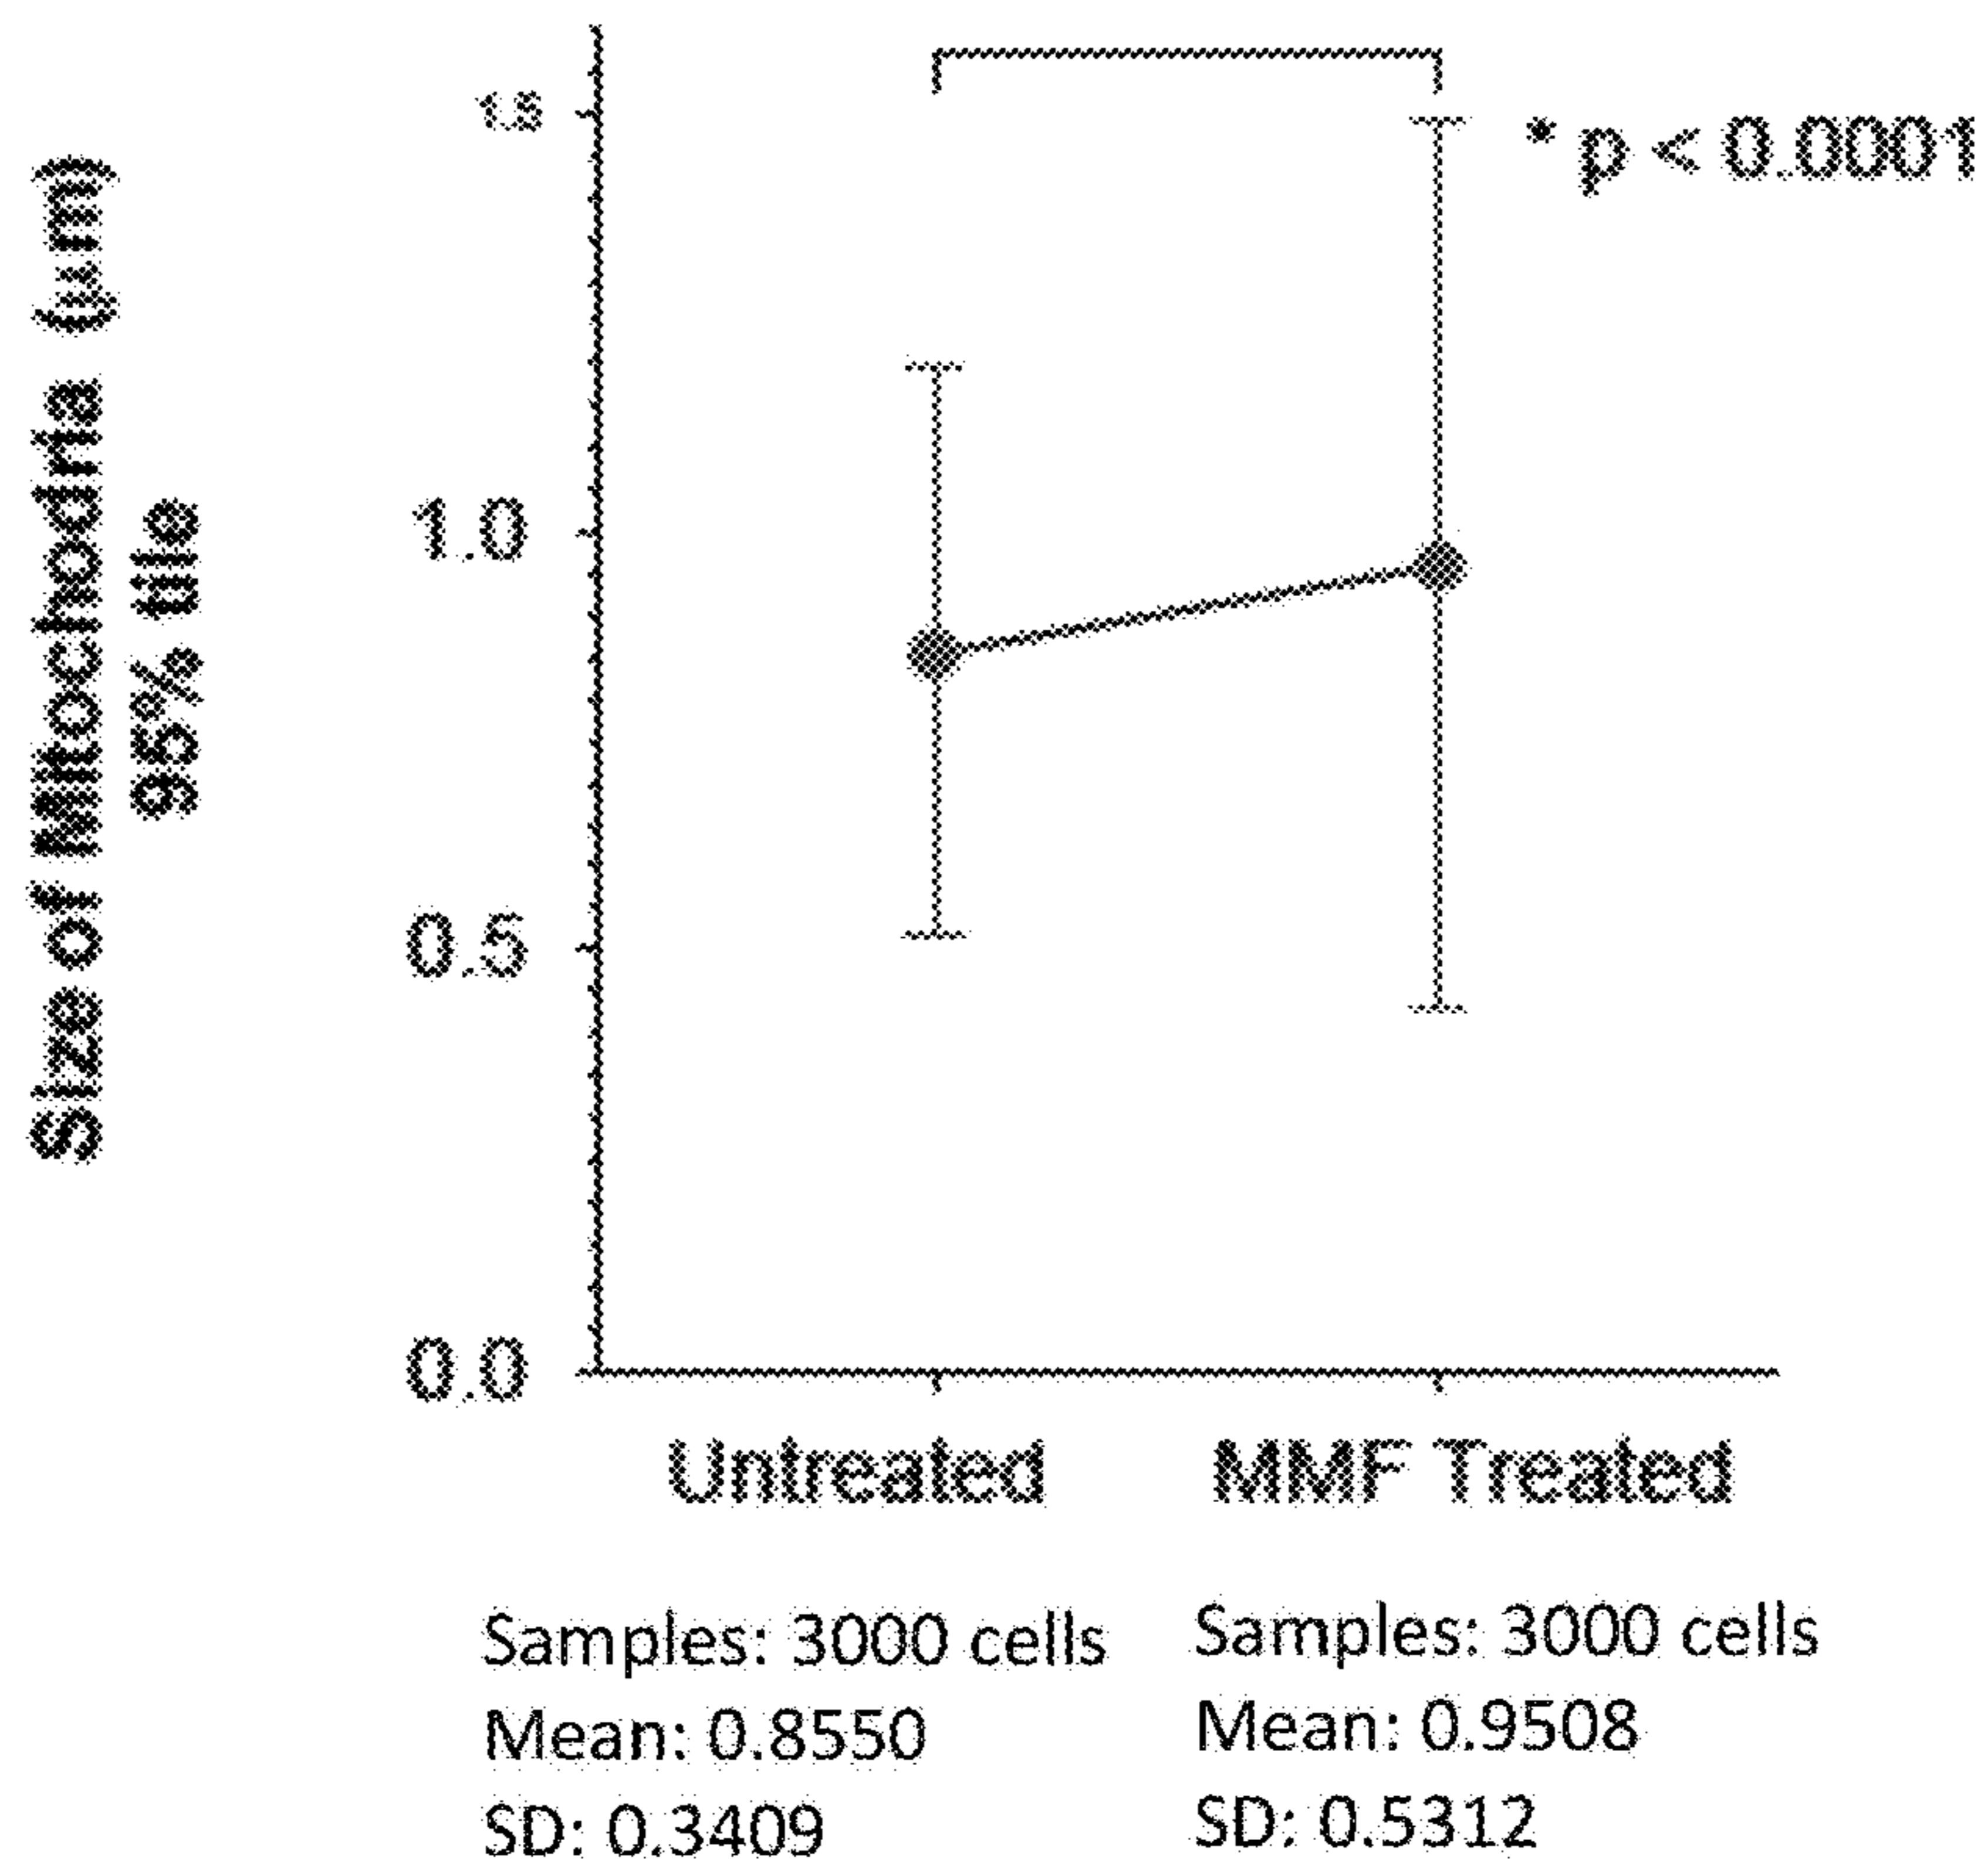 * p < 0.0001
Size of Mitochodria (µm)
95% tile
1.5
1.0
0.5
0.0
Untreated
MMF Treated
Samples: 3000 cells
Mean: 0.8550
SD: 0.3409
Samples: 3000 cells
Mean: 0.9508
SD: 0.5312